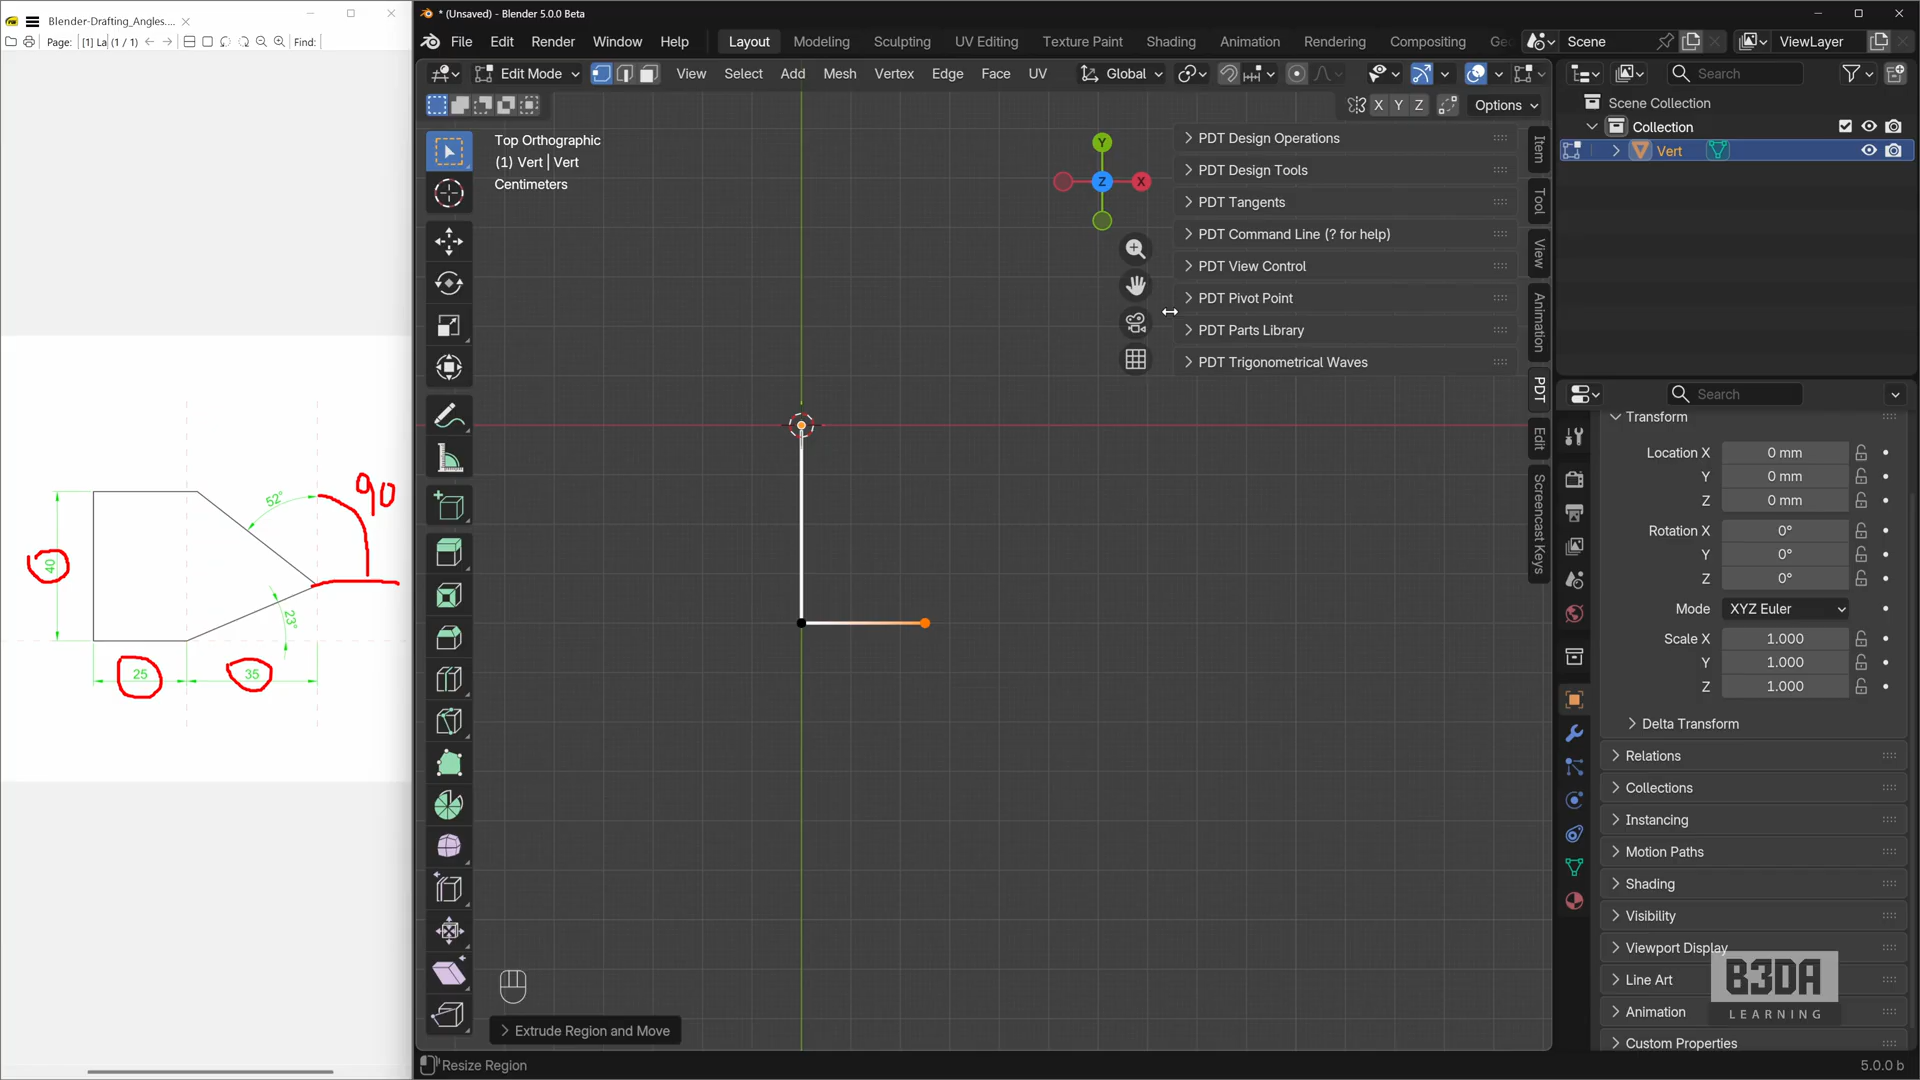 Blender-Drafting_Angles....
Page: [1] La (1 / 1) Find:
52°
90
40
23°
25
35
* (Unsaved) - Blender 5.0.0 Beta
File Edit Render Window Help Layout Modeling Sculpting UV Editing Texture Paint Shading Animation Rendering Compositing Ge Scene ViewLayer
Edit Mode View Select Add Mesh Vertex Edge Face UV Global
X Y Z Options
Top Orthographic
(1) Vert | Vert
Centimeters
Y
Z
X
PDT Design Operations
PDT Design Tools
PDT Tangents
PDT Command Line (? for help)
PDT View Control
PDT Pivot Point
PDT Parts Library
PDT Trigonometrical Waves
Item
Tool
View
Animation
PDT
Edit
Screencast Keys
Extrude Region and Move
Resize Region
Search
Scene Collection
Collection
Vert
Search
Transform
Location X 0 mm
Y 0 mm
Z 0 mm
Rotation X 0°
Y 0°
Z 0°
Mode XYZ Euler
Scale X 1.000
Y 1.000
Z 1.000
Delta Transform
Relations
Collections
Instancing
Motion Paths
Shading
Visibility
Viewport Display
Line Art
Animation
Custom Properties
B3DA
LEARNING
5.0.0 b